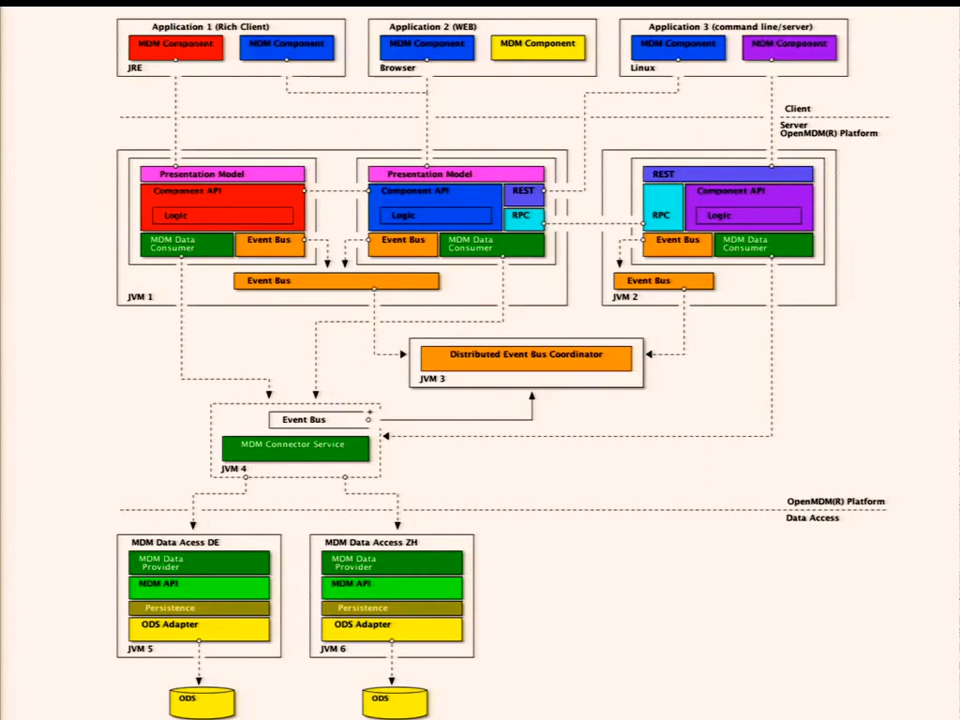 Application 1 (Rich Client)
MDM Component
MDM Component
JRE
Application 2 (WEB)
MDM Component
MDM Component
Browser
Application 3 (command line/server)
MDM Component
MDM Component
Linux
Client
Server
OpenMDM(R) Platform
Presentation Model
Component API
Logic
MDM Data
Consumer
Event Bus
Presentation Model
Component API
REST
Logic
RPC
Event Bus
MDM Data
Consumer
Event Bus
JVM 1
REST
RPC
Component API
Logic
Event Bus
MDM Data
Consumer
Event Bus
JVM 2
Distributed Event Bus Coordinator
JVM 3
Event Bus
+
MDM Connector Service
JVM 4
OpenMDM(R) Platform
Data Access
MDM Data Acess DE
MDM Data
Provider
MDM API
Persistence
ODS Adapter
JVM 5
ODS
MDM Data Access ZH
MDM Data
Provider
MDM API
Persistence
ODS Adapter
JVM 6
ODS